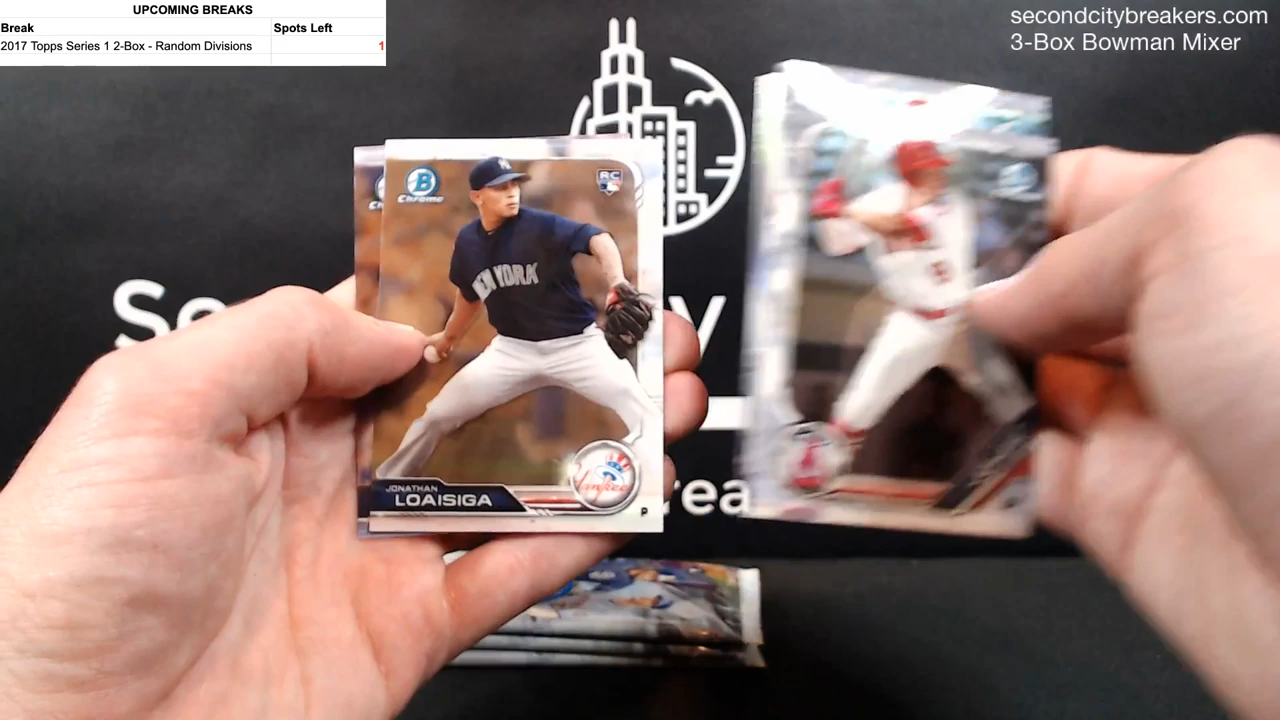 UPCOMING BREAKS
Break Spots Left
2017 Topps Series 1 2-Box - Random Divisions 1
secondcitybreakers.com
3-Box Bowman Mixer
B
Chrome
RC
NEW YORK
Yankees
JONATHAN
LOAISIGA
P